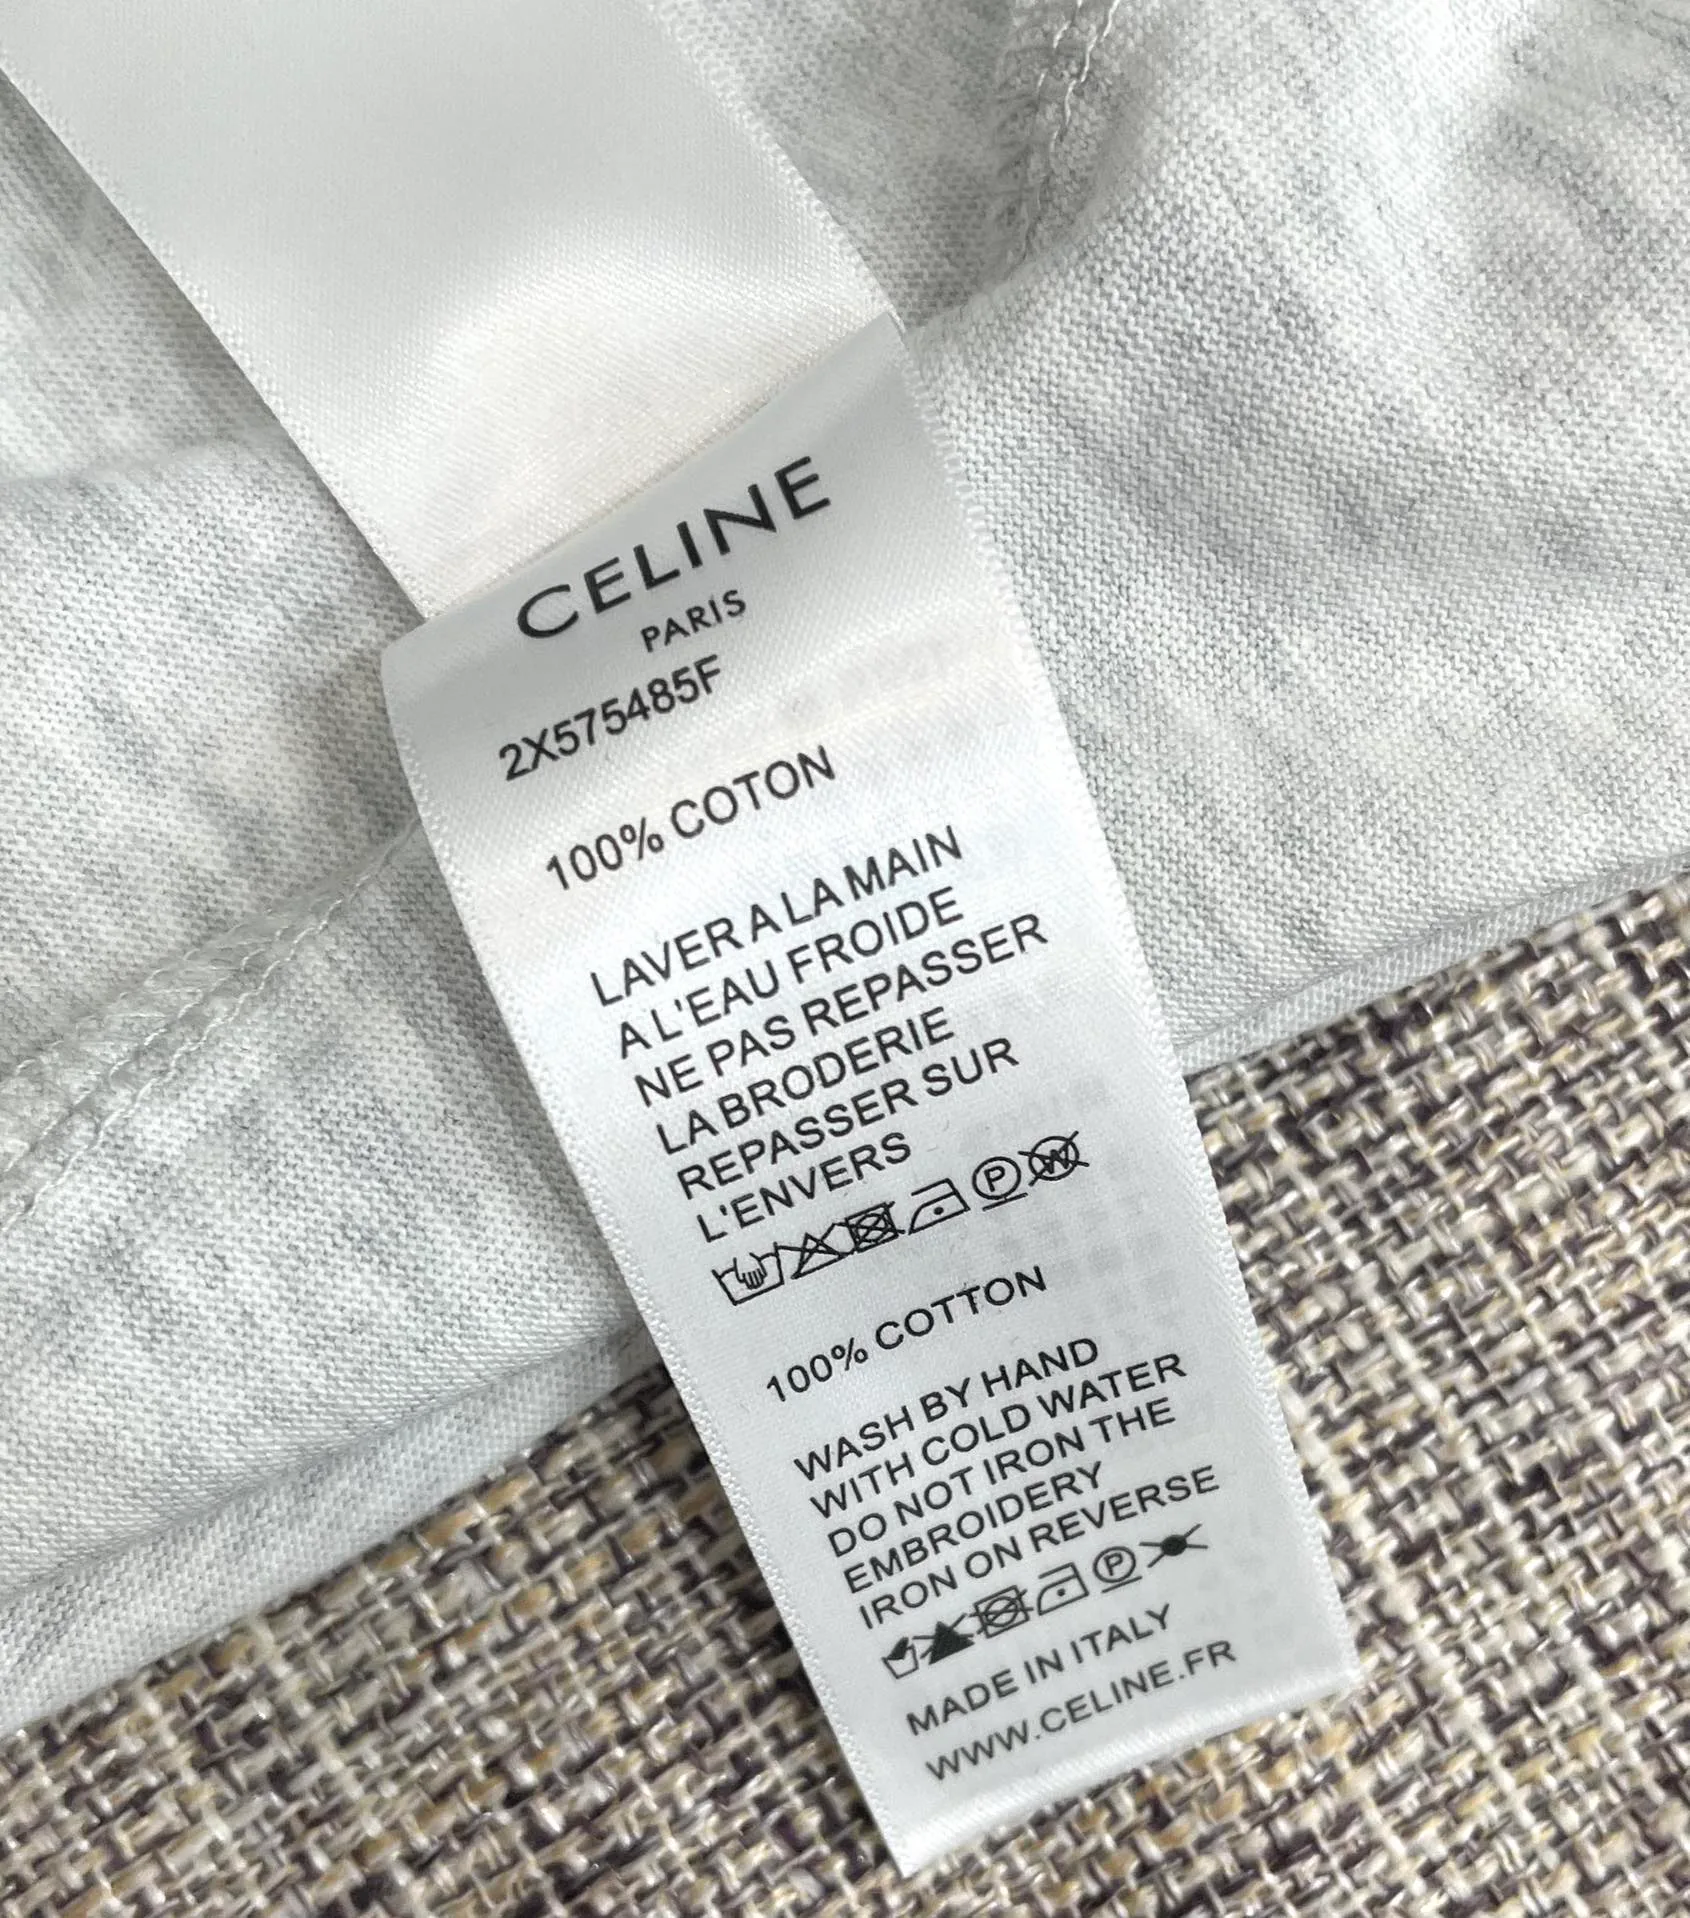 CELINE
PARIS
2X575485F
100% COTON
LAVER A LA MAIN
A L'EAU FROIDE
NE PAS REPASSER
LA BRODERIE
REPASSER SUR
L'ENVERS
P W
100% COTTON
WASH BY HAND
WITH COLD WATER
DO NOT IRON THE
EMBROIDERY
IRON ON REVERSE
P
MADE IN ITALY
WWW.CELINE.FR